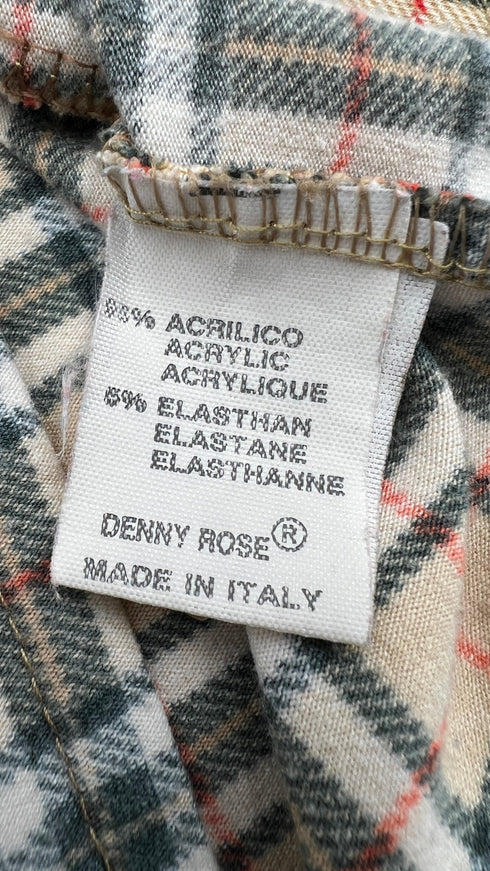 ACRILICO
ACRYLIC
ACRYLIQUE
5% ELASTHAN
ELASTANE
ELASTHANNE
DENNY ROSE®
MADE IN ITALY